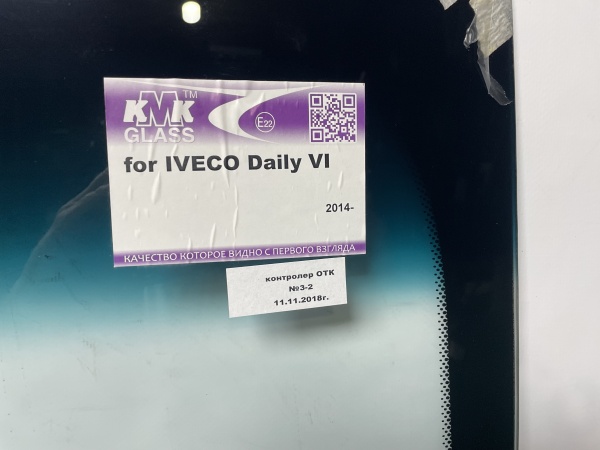 KMK™
GLASS
E22
for IVECO Daily VI
2014-
КАЧЕСТВО КОТОРОЕ ВИДНО С ПЕРВОГО ВЗГЛЯДА
контролер ОТК
№3-2
11.11.2018г.